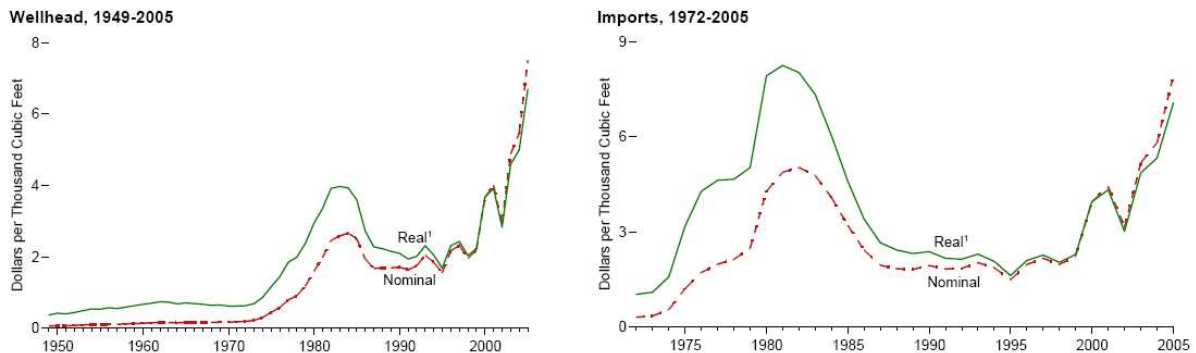 Wellhead, 1949-2005
Dollars per Thousand Cubic Feet
8
6
4
2
0
Real¹
Nominal
1950 1960 1970 1980 1990 2000
Imports, 1972-2005
Dollars per Thousand Cubic Feet
9
6
3
0
Real¹
Nominal
1975 1980 1985 1990 1995 2000 2005